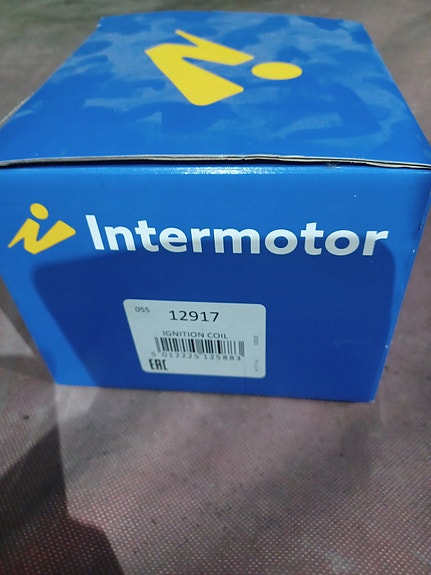 Intermotor
055 12917
IGNITION COIL
5 012225 125883
EAC